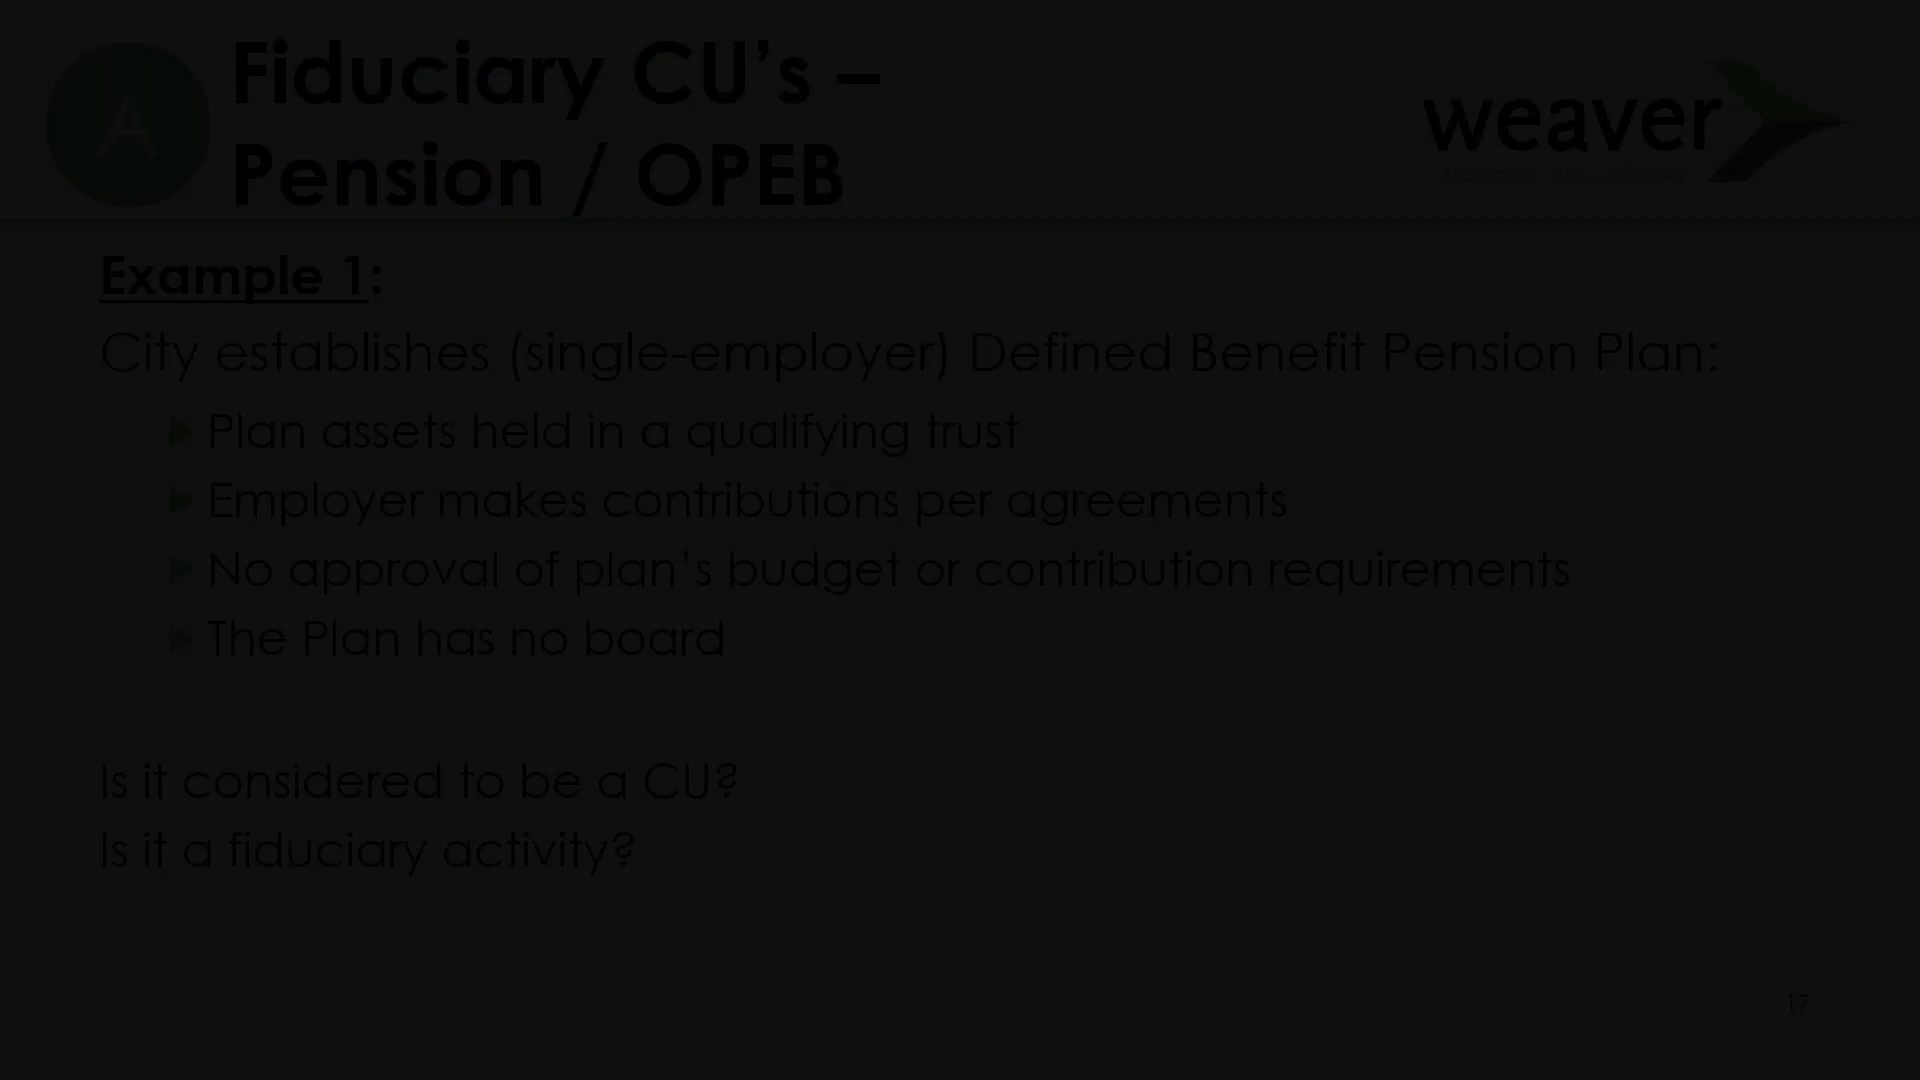 A
Fiduciary CU’s –
Pension / OPEB
weaver
Example 1:
City establishes (single-employer) Defined Benefit Pension Plan:
Plan assets held in a qualifying trust
Employer makes contributions per agreements
No approval of plan’s budget or contribution requirements
The Plan has no board
Is it considered to be a CU?
Is it a fiduciary activity?
17